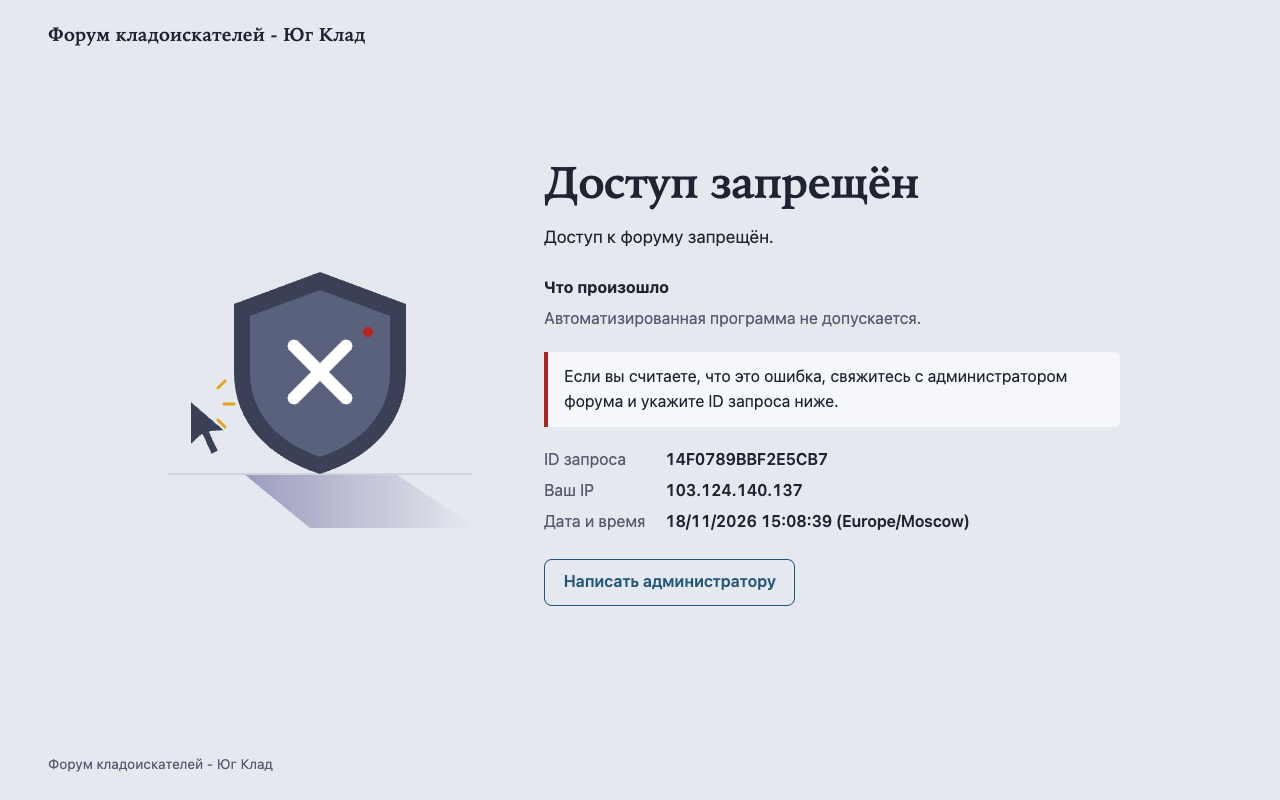 Форум кладоискателей - Юг Клад
Доступ запрещён
Доступ к форуму запрещён.
Что произошло
Автоматизированная программа не допускается.
Если вы считаете, что это ошибка, свяжитесь с администратором
форума и укажите ID запроса ниже.
ID запроса 14F0789BBF2E5CB7
Ваш IP 103.124.140.137
Дата и время 18/11/2026 15:08:39 (Europe/Moscow)
Написать администратору
Форум кладоискателей - Юг Клад